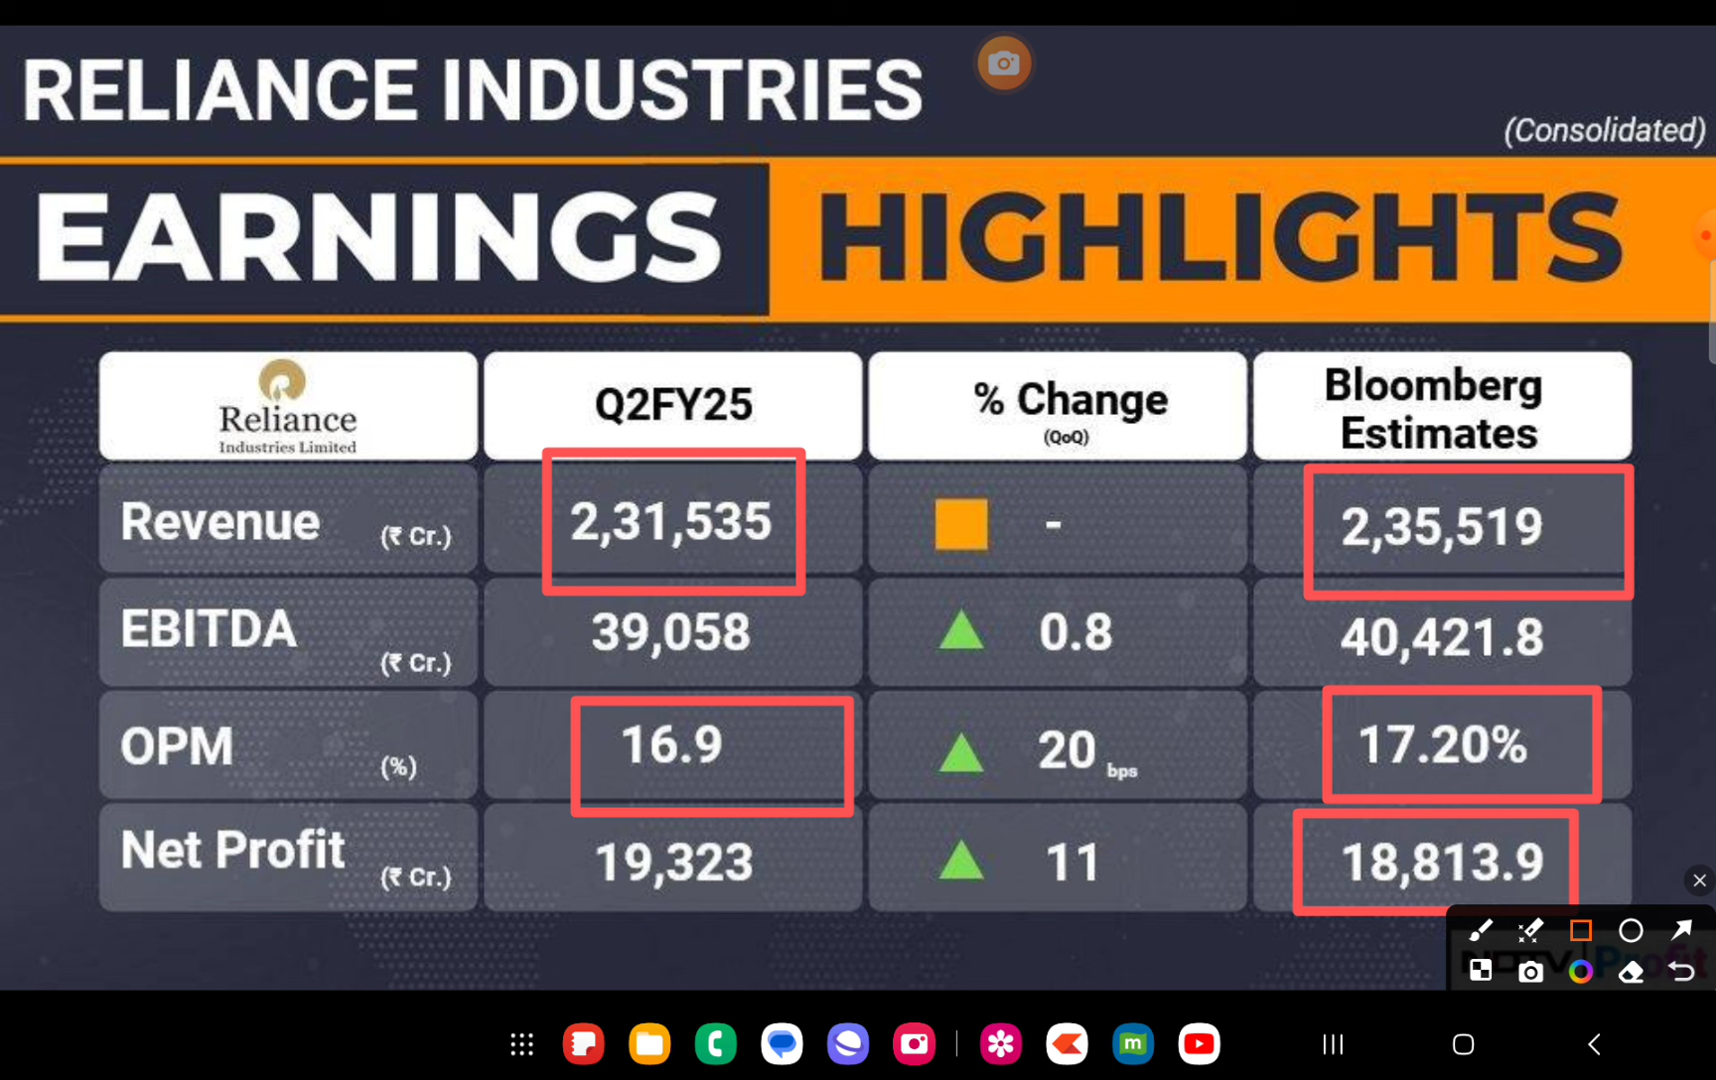 RELIANCE INDUSTRIES
(Consolidated)
EARNINGS HIGHLIGHTS
Reliance
Industries Limited
Q2FY25
% Change
(QoQ)
Bloomberg
Estimates
Revenue (₹ Cr.) 2,31,535 - 2,35,519
EBITDA (₹ Cr.) 39,058 0.8 40,421.8
OPM (%) 16.9 20 bps 17.20%
Net Profit (₹ Cr.) 19,323 11 18,813.9
NDTV Profit
m